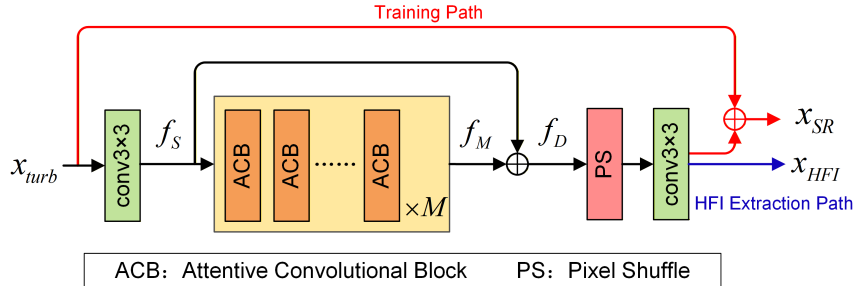 Training Path
x_turb
conv3×3
f_S
ACB
ACB
......
ACB
×M
f_M
f_D
PS
conv3×3
x_SR
x_HFI
HFI Extraction Path
ACB: Attentive Convolutional Block PS: Pixel Shuffle